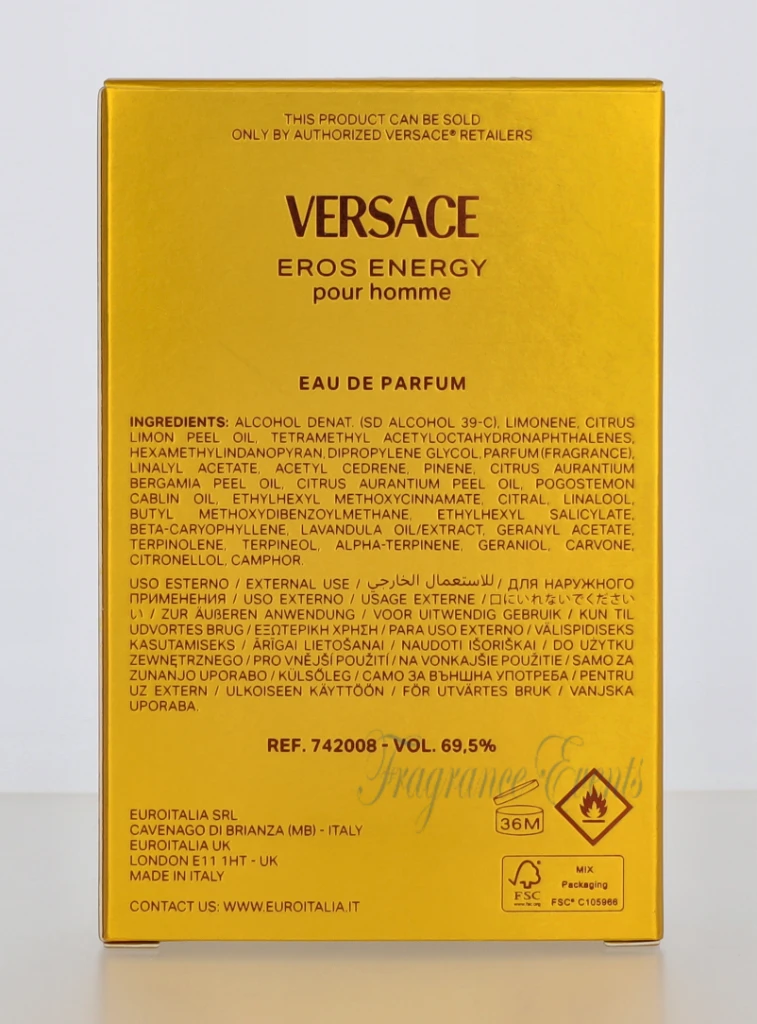 THIS PRODUCT CAN BE SOLD
ONLY BY AUTHORIZED VERSACE® RETAILERS
VERSACE
EROS ENERGY
pour homme
EAU DE PARFUM
INGREDIENTS: ALCOHOL DENAT. (SD ALCOHOL 39-C), LIMONENE, CITRUS
LIMON PEEL OIL, TETRAMETHYL ACETYLOCTAHYDRONAPHTHALENES,
HEXAMETHYLINDANOPYRAN, DIPROPYLENE GLYCOL, PARFUM (FRAGRANCE),
LINALYL ACETATE, ACETYL CEDRENE, PINENE, CITRUS AURANTIUM
BERGAMIA PEEL OIL, CITRUS AURANTIUM PEEL OIL, POGOSTEMON
CABLIN OIL, ETHYLHEXYL METHOXYCINNAMATE, CITRAL, LINALOOL,
BUTYL METHOXYDIBENZOYLMETHANE, ETHYLHEXYL SALICYLATE,
BETA-CARYOPHYLLENE, LAVANDULA OIL/EXTRACT, GERANYL ACETATE,
TERPINOLENE, TERPINEOL, ALPHA-TERPINENE, GERANIOL, CARVONE,
CITRONELLOL, CAMPHOR.
USO ESTERNO / EXTERNAL USE / للاستعمال الخارجي / ДЛЯ НАРУЖНОГО
ПРИМЕНЕНИЯ / USO EXTERNO / USAGE EXTERNE / 口にいれないでくださ
い / ZUR ÄUßEREN ANWENDUNG / VOOR UITWENDIG GEBRUIK / KUN TIL
UDVORTES BRUG / ΕΞΩΤΕΡΙΚΗ ΧΡΗΣΗ / PARA USO EXTERNO / VÄLISPIDISEKS
KASUTAMISEKS / ĀRĪGAI LIETOŠANAI / NAUDOTI IŠORIŠKAI / DO UŻYTKU
ZEWNĘTRZNEGO / PRO VNĚJŠÍ POUŽITÍ / NA VONKAJŠIE POUŽITIE / SAMO ZA
ZUNANJO UPORABO / KÜLSŐLEG / САМО ЗА ВЪНШНА УПОТРЕБА / PENTRU
UZ EXTERN / ULKOISEEN KÄYTTÖÖN / FÖR UTVÄRTES BRUK / VANJSKA
UPORABA.
REF. 742008 - VOL. 69,5%
Fragrance Events
36M
EUROITALIA SRL
CAVENAGO DI BRIANZA (MB) - ITALY
EUROITALIA UK
LONDON E11 1HT - UK
MADE IN ITALY
CONTACT US: WWW.EUROITALIA.IT
FSC
www.fsc.org
MIX
Packaging
FSC® C105966